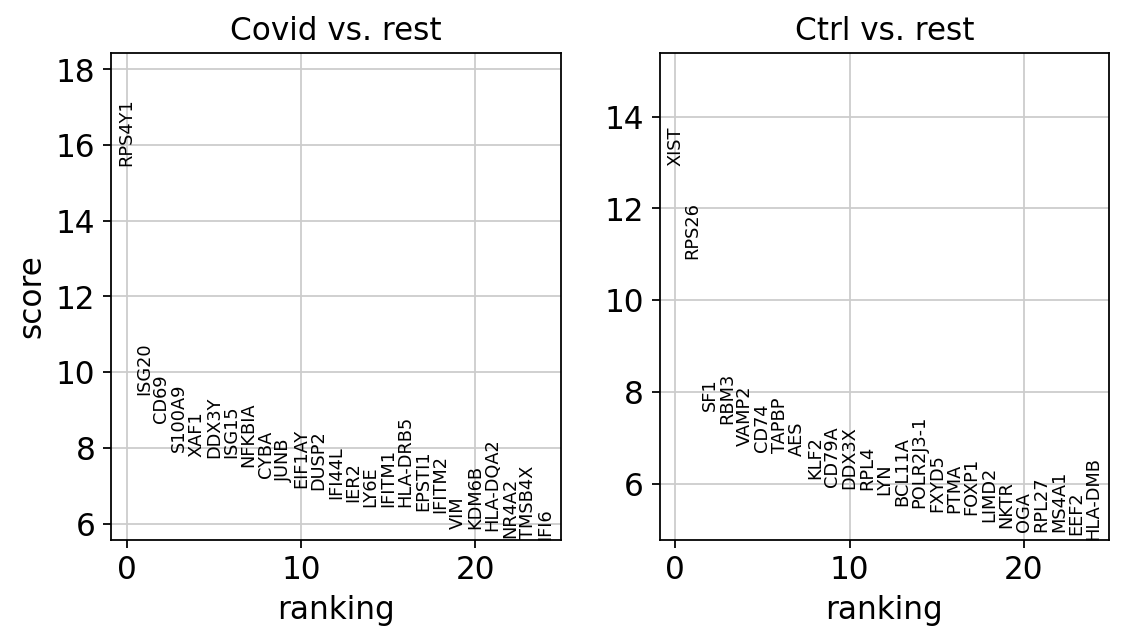 Covid vs. rest
18
16
14
12
10
8
6
score
RPS4Y1
ISG20
CD69
S100A9
XAF1
DDX3Y
ISG15
NFKBIA
CYBA
JUNB
EIF1AY
DUSP2
IFI44L
IER2
LY6E
IFITM1
HLA-DRB5
EPSTI1
IFITM2
VIM
KDM6B
HLA-DQA2
NR4A2
TMSB4X
IFI6
0
10
20
ranking
Ctrl vs. rest
14
12
10
8
6
XIST
RPS26
SF1
RBM3
VAMP2
CD74
TAPBP
AES
KLF2
CD79A
DDX3X
RPL4
LYN
BCL11A
POLR2J3-1
FXYD5
PTMA
FOXP1
LIMD2
NKTR
OGA
RPL27
MS4A1
EEF2
HLA-DMB
0
10
20
ranking